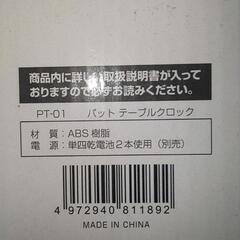 商品内に詳しい取扱説明書が入って
おりますので必ずお読みください。
PT-01 パット テーブルクロック
材 質：ABS 樹脂
電 源：単四乾電池２本使用（別売）
4 972940 811892
MADE IN CHINA